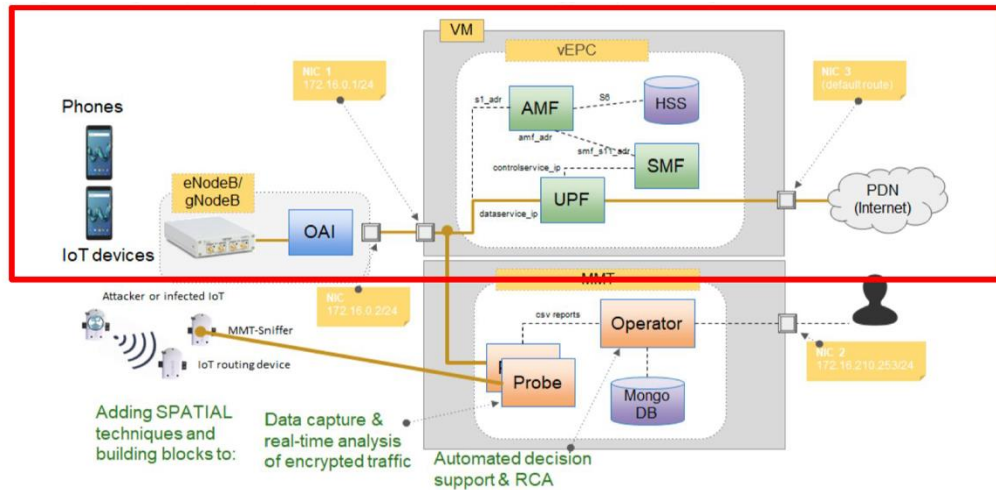 VM
vEPC
NIC 1
172.16.0.1/24
NIC 3
(default route)
s1_adr
AMF
S6
HSS
Phones
amf_adr
smf_s11_adr
SMF
controlservice_ip
eNodeB/
gNodeB
UPF
PDN
(Internet)
OAI
dataservice_ip
IoT devices
MMT
Attacker or infected IoT
NIC
172.16.0.2/24
csv reports
Operator
MMT-Sniffer
NIC 2
172.16.210.253/24
IoT routing device
Probe
Mongo
DB
Adding SPATIAL
techniques and
building blocks to:
Data capture &
real-time analysis
of encrypted traffic
Automated decision
support & RCA